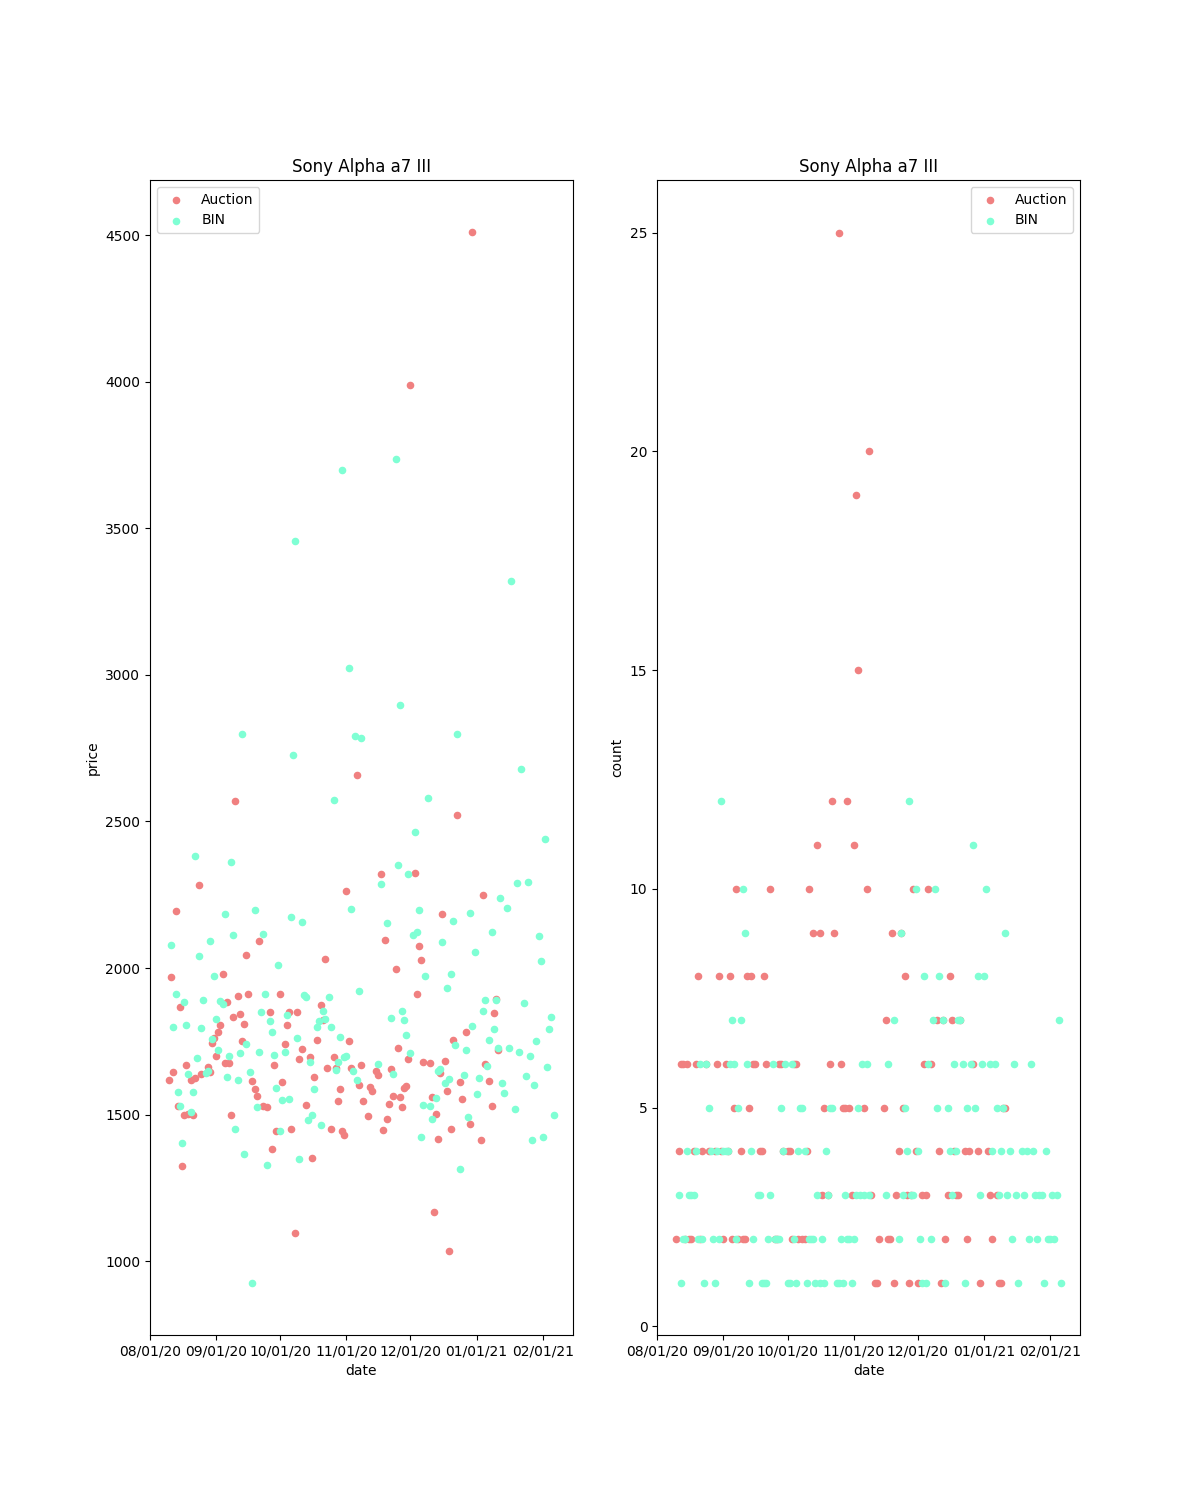 Sony Alpha a7 III
Auction
BIN
4500
4000
3500
3000
2500
2000
1500
1000
price
08/01/20 09/01/20 10/01/20 11/01/20 12/01/20 01/01/21 02/01/21
date
Sony Alpha a7 III
Auction
BIN
25
20
15
10
5
0
count
08/01/20 09/01/20 10/01/20 11/01/20 12/01/20 01/01/21 02/01/21
date